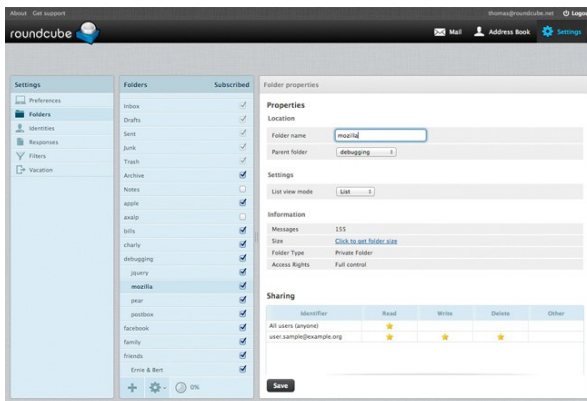 About Get support thomas@roundcube.net Logou
roundcube Mail Address Book Settings
Settings
Preferences
Folders
Identities
Responses
Filters
Vacation
Folders Subscribed
Inbox
Drafts
Sent
Junk
Trash
Archive
Notes
apple
axalp
bills
charly
debugging
jquery
mozilla
pear
postbox
facebook
family
friends
Ernie & Bert
0%
Folder properties
Properties
Location
Folder name mozilla
Parent folder debugging
Settings
List view mode List
Information
Messages 155
Size Click to get folder size
Folder Type Private Folder
Access Rights Full control
Sharing
Identifier Read Write Delete Other
All users (anyone)
user.sample@example.org
Save